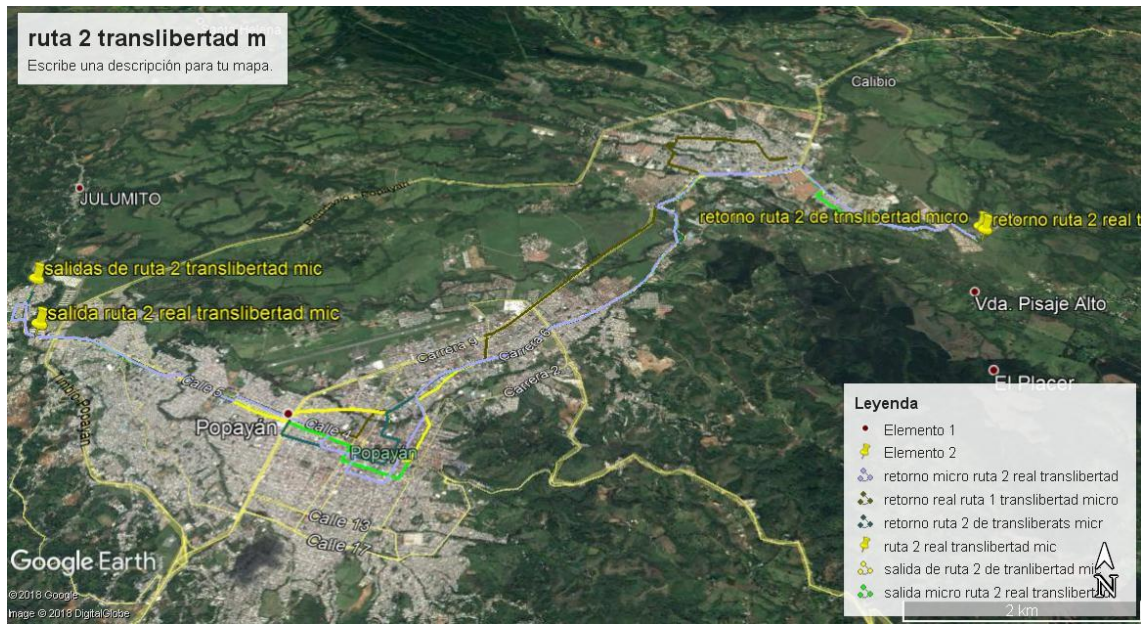 ruta 2 translibertad m
Escribe una descripción para tu mapa.
Calibio
JULUMITO
retorno ruta 2 de trnslibertad micro
retorno ruta 2 real t
salidas de ruta 2 translibertad mic
salida ruta 2 real translibertad mic
Vda. Pisaje Alto
Carrera 9
Carrera 6
Carrera 2
El Placer
Calle 5
Popayán
Calle 4
Popayán
Calle 13
Calle 17
Leyenda
Elemento 1
Elemento 2
retorno micro ruta 2 real translibertad
retorno real ruta 1 translibertad micro
retorno ruta 2 de transliberats micr
ruta 2 real translibertad mic
salida de ruta 2 de tranlibertad mic
salida micro ruta 2 real translibertad
N
2 km
Google Earth
©2018 Google
Image © 2018 DigitalGlobe